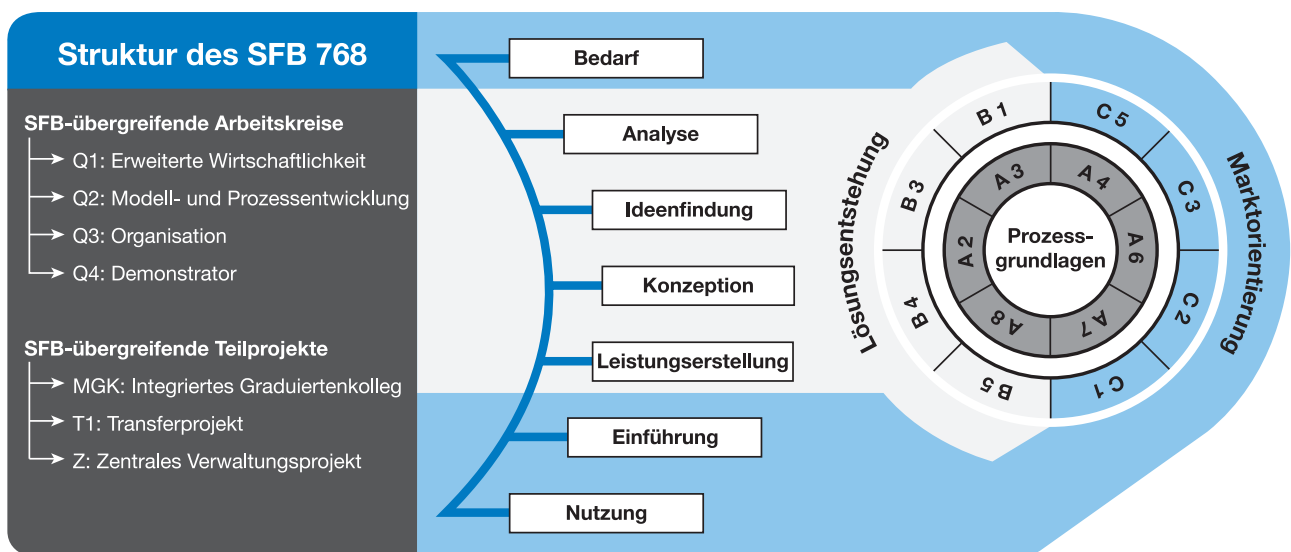 Struktur des SFB 768
SFB-übergreifende Arbeitskreise
Q1: Erweiterte Wirtschaftlichkeit
Q2: Modell- und Prozessentwicklung
Q3: Organisation
Q4: Demonstrator
SFB-übergreifende Teilprojekte
MGK: Integriertes Graduiertenkolleg
T1: Transferprojekt
Z: Zentrales Verwaltungsprojekt
Bedarf
Analyse
Ideenfindung
Konzeption
Leistungserstellung
Einführung
Nutzung
Lösungsentstehung
B 1
B 3
B 4
B 5
C 5
C 3
C 2
C 1
A 3
A 4
A 2
A 6
A 8
A 7
Prozess-
grundlagen
Marktorientierung